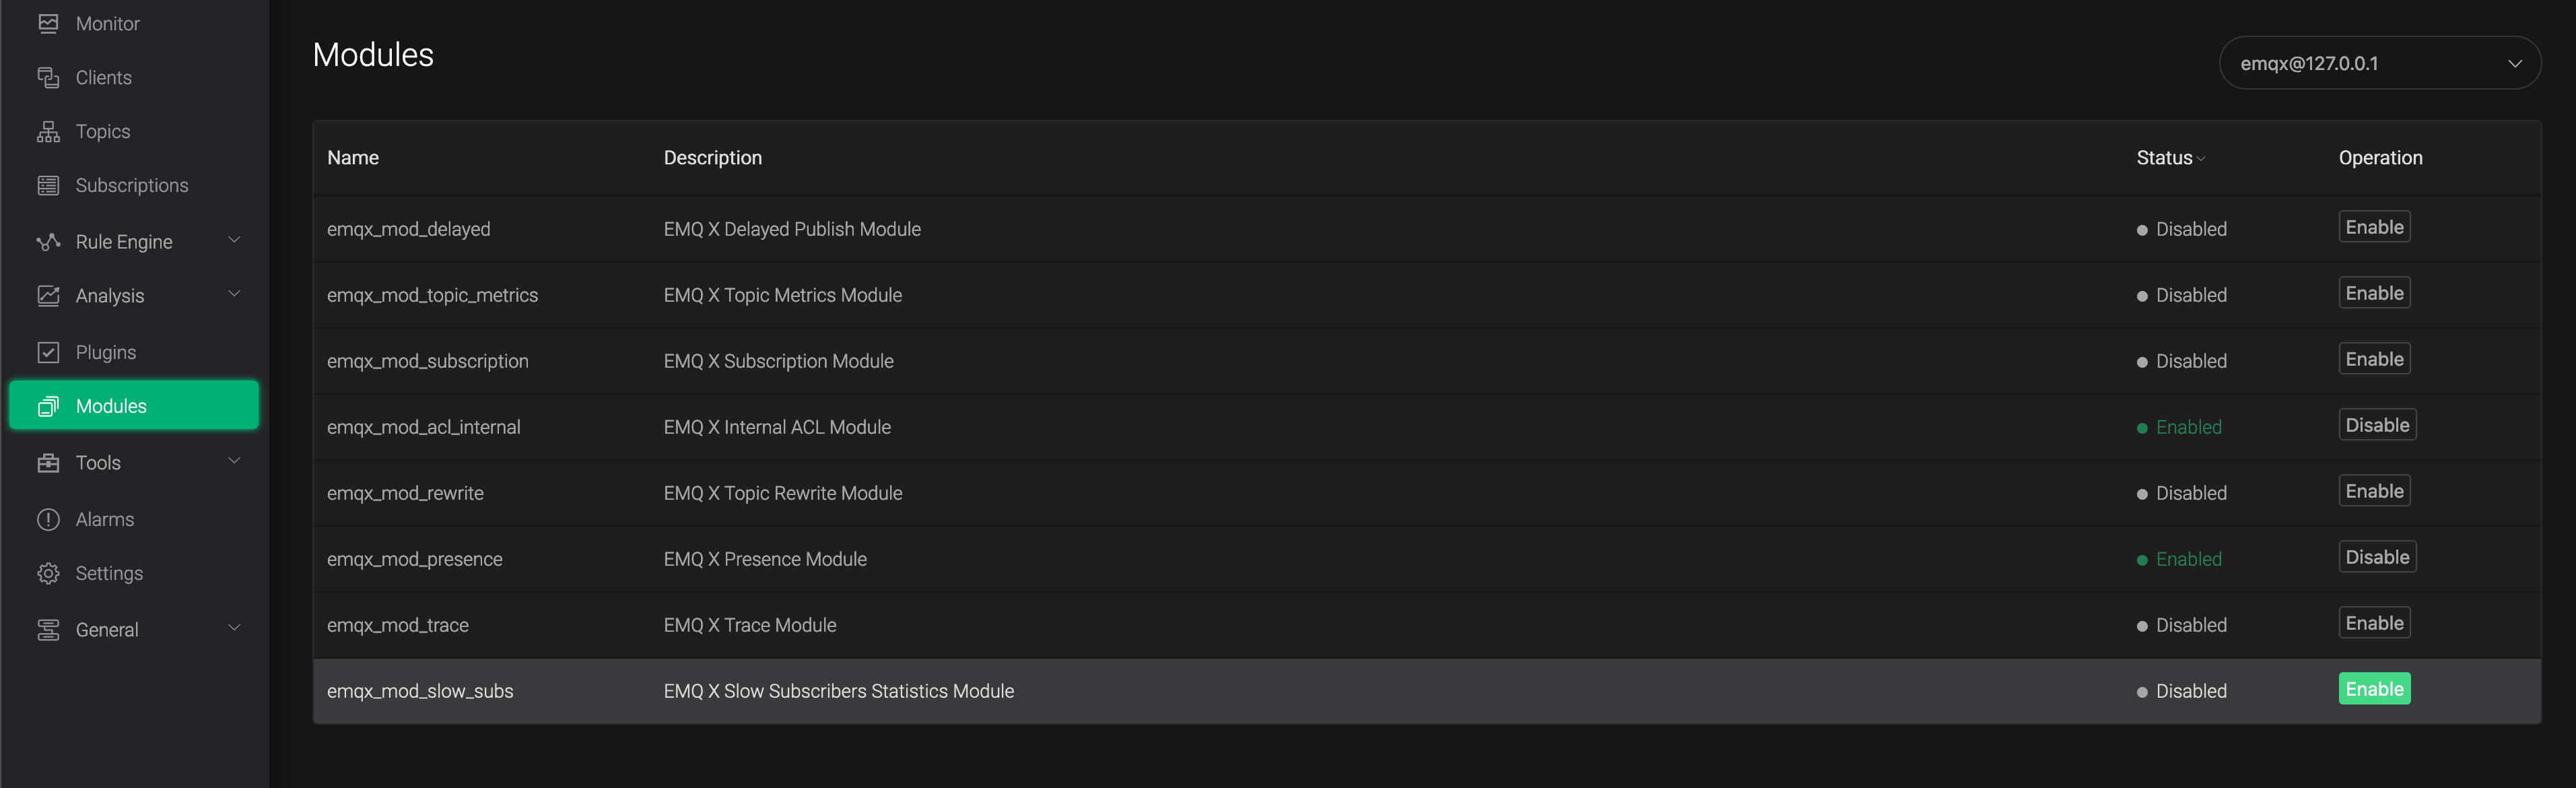 Monitor
Clients
Topics
Subscriptions
Rule Engine
Analysis
Plugins
Modules
Tools
Alarms
Settings
General
Modules
emqx@127.0.0.1
Name Description Status Operation
emqx_mod_delayed EMQ X Delayed Publish Module Disabled Enable
emqx_mod_topic_metrics EMQ X Topic Metrics Module Disabled Enable
emqx_mod_subscription EMQ X Subscription Module Disabled Enable
emqx_mod_acl_internal EMQ X Internal ACL Module Enabled Disable
emqx_mod_rewrite EMQ X Topic Rewrite Module Disabled Enable
emqx_mod_presence EMQ X Presence Module Enabled Disable
emqx_mod_trace EMQ X Trace Module Disabled Enable
emqx_mod_slow_subs EMQ X Slow Subscribers Statistics Module Disabled Enable